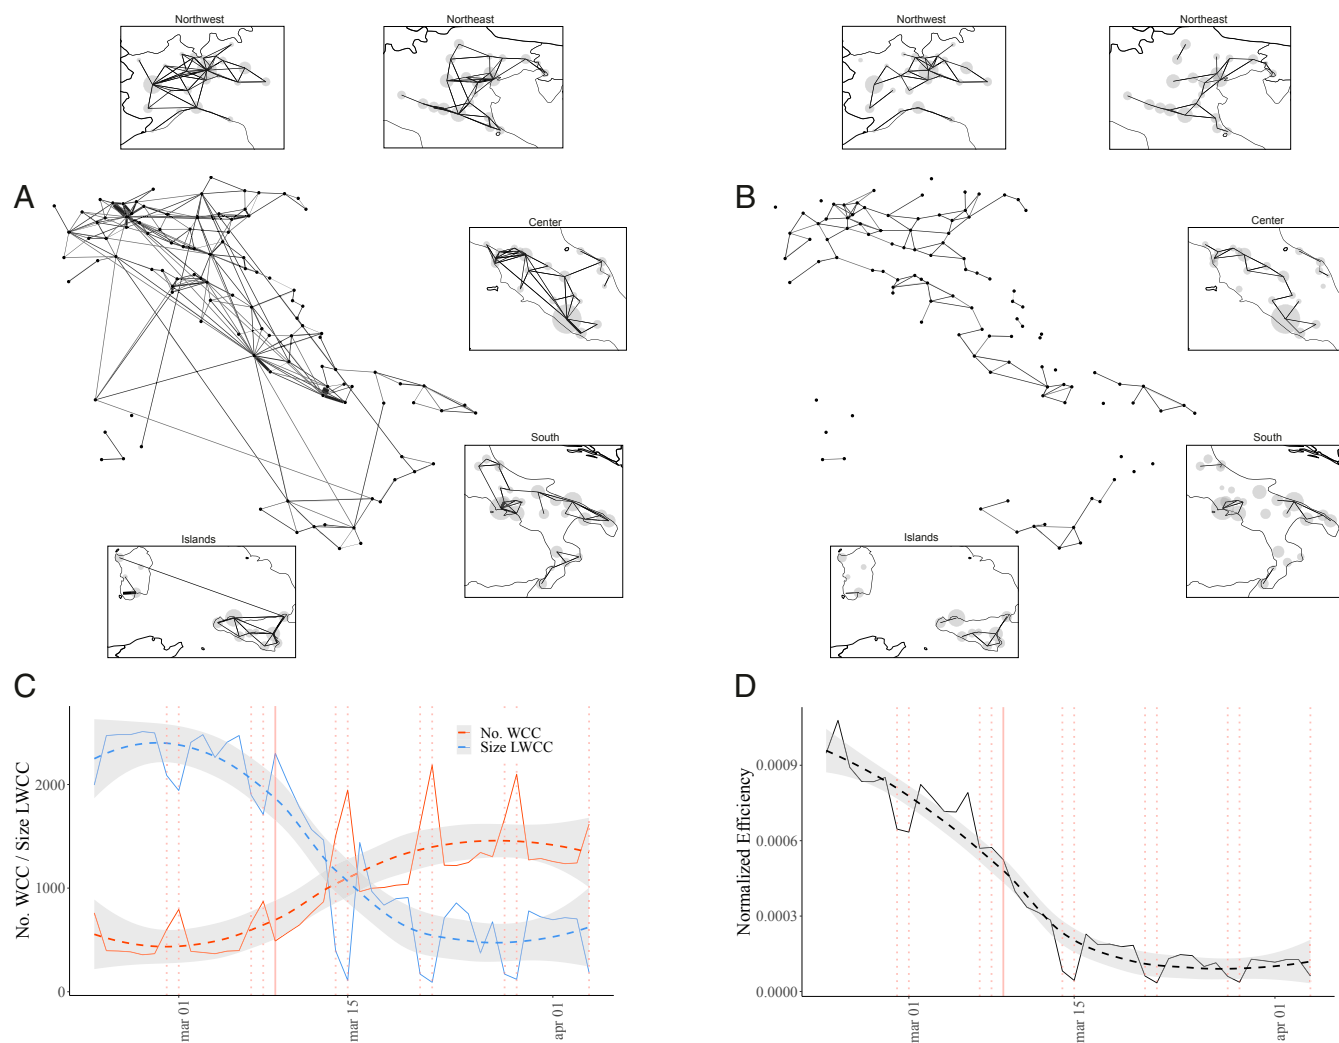 Northwest
Northeast
Northwest
Northeast
A
B
Center
Center
South
South
Islands
Islands
C
D
No. WCC / Size LWCC
2000
1000
0
No. WCC
Size LWCC
mar 01
mar 15
apr 01
Normalized Efficiency
0.0009
0.0006
0.0003
0.0000
mar 01
mar 15
apr 01